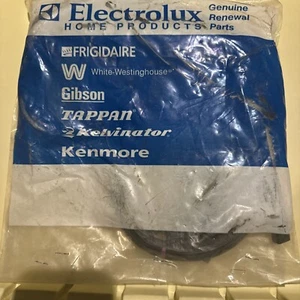 Electrolux
HOME PRODUCTS
Genuine
Renewal
Parts
FRIGIDAIRE
White-Westinghouse
Gibson
TAPPAN
Kelvinator
Kenmore